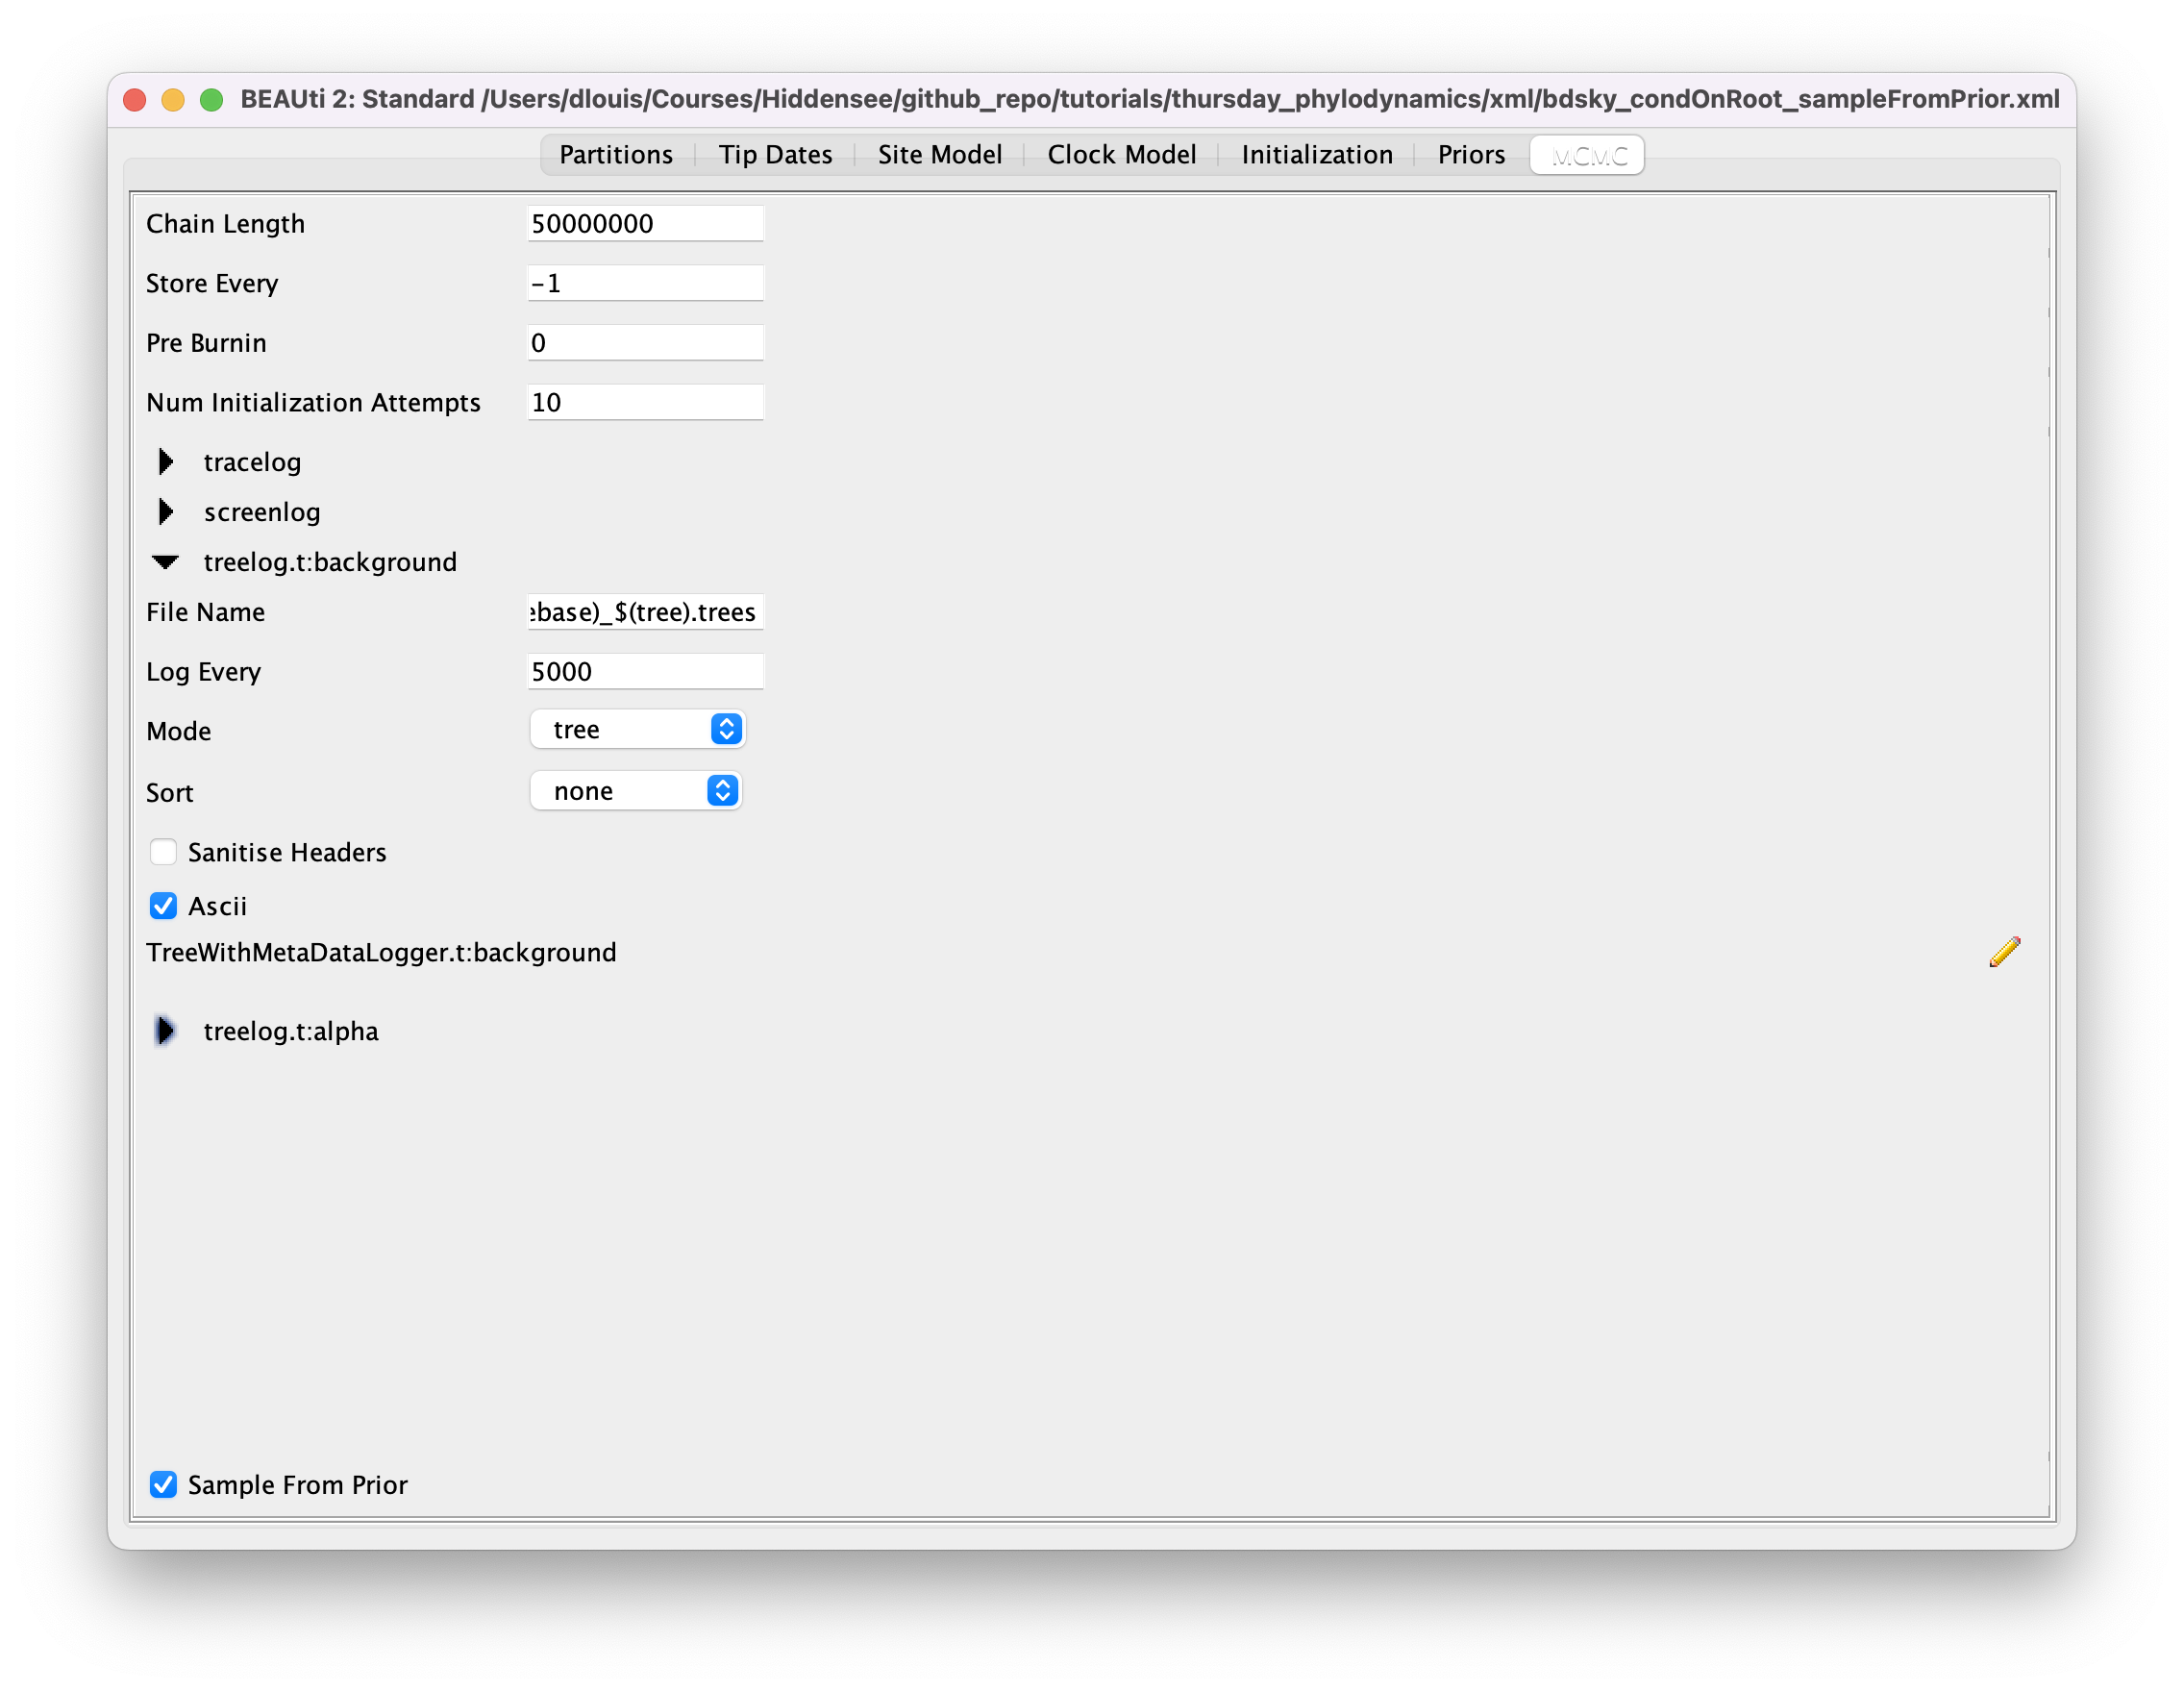 BEAUti 2: Standard /Users/dlouis/Courses/Hiddensee/github_repo/tutorials/thursday_phylodynamics/xml/bdsky_condOnRoot_sampleFromPrior.xml
Partitions Tip Dates Site Model Clock Model Initialization Priors MCMC
Chain Length 50000000
Store Every -1
Pre Burnin 0
Num Initialization Attempts 10
tracelog
screenlog
treelog.t:background
File Name ebase)_$(tree).trees
Log Every 5000
Mode tree
Sort none
Sanitise Headers
Ascii
TreeWithMetaDataLogger.t:background
treelog.t:alpha
Sample From Prior